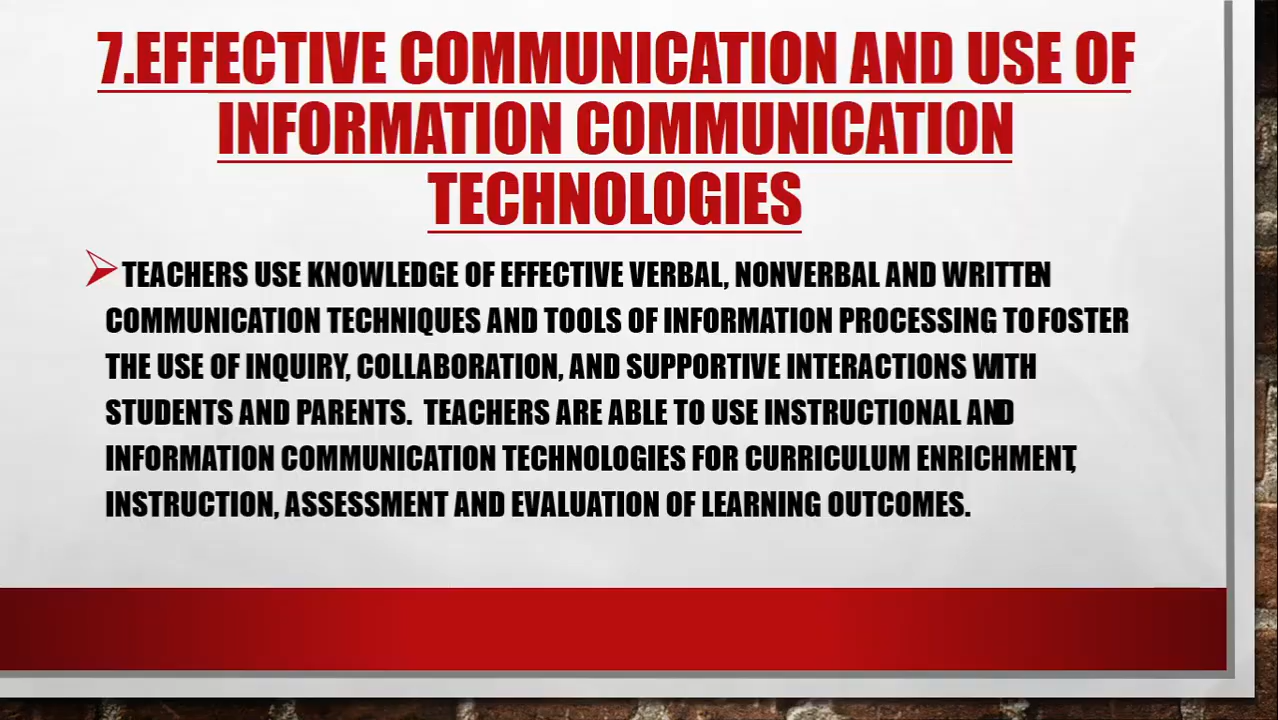 7.EFFECTIVE COMMUNICATION AND USE OF
INFORMATION COMMUNICATION
TECHNOLOGIES
TEACHERS USE KNOWLEDGE OF EFFECTIVE VERBAL, NONVERBAL AND WRITTEN
COMMUNICATION TECHNIQUES AND TOOLS OF INFORMATION PROCESSING TO FOSTER
THE USE OF INQUIRY, COLLABORATION, AND SUPPORTIVE INTERACTIONS WITH
STUDENTS AND PARENTS. TEACHERS ARE ABLE TO USE INSTRUCTIONAL AND
INFORMATION COMMUNICATION TECHNOLOGIES FOR CURRICULUM ENRICHMENT,
INSTRUCTION, ASSESSMENT AND EVALUATION OF LEARNING OUTCOMES.